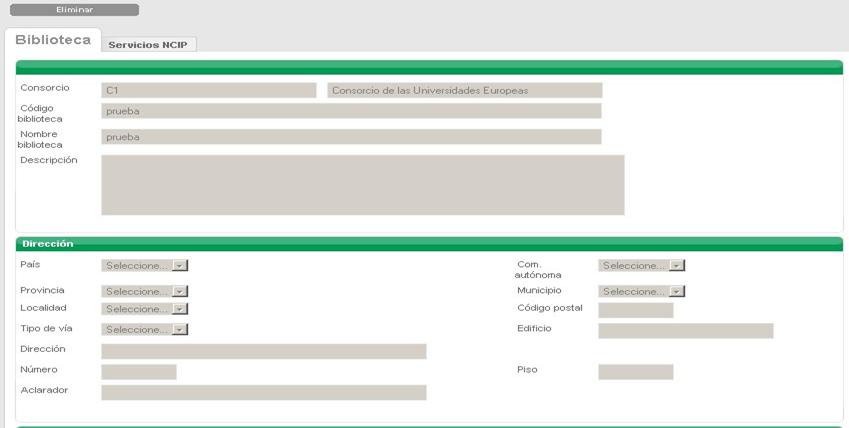 Eliminar
Biblioteca
Servicios NCIP
Consorcio C1 Consorcio de las Universidades Europeas
Código
biblioteca prueba
Nombre
biblioteca prueba
Descripción
Dirección
País Seleccione... Com.
autónoma Seleccione...
Provincia Seleccione... Municipio Seleccione...
Localidad Seleccione... Código postal
Tipo de vía Seleccione... Edificio
Dirección
Número Piso
Aclarador